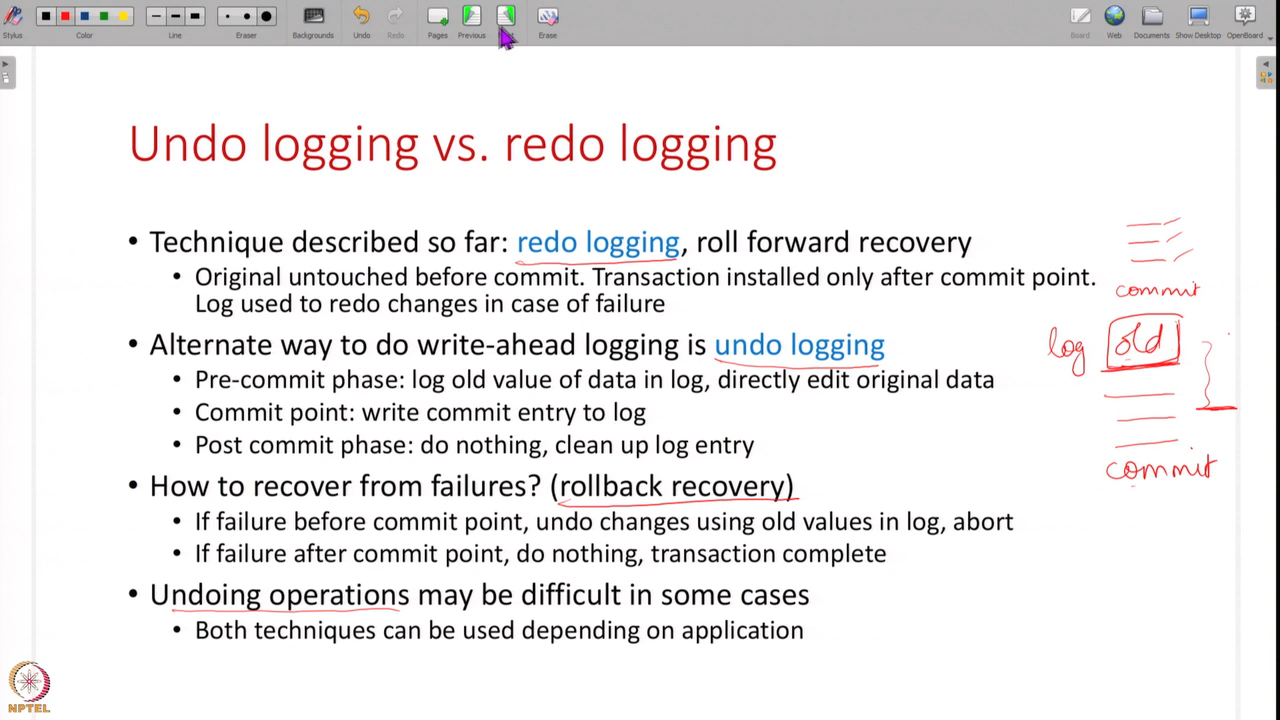 Stylus
Color
Line
Eraser
Backgrounds
Undo
Redo
Pages
Previous
Erase
Board
Web
Documents
Show Desktop
OpenBoard
Undo logging vs. redo logging
• Technique described so far: redo logging, roll forward recovery
• Original untouched before commit. Transaction installed only after commit point.
Log used to redo changes in case of failure
• Alternate way to do write-ahead logging is undo logging
• Pre-commit phase: log old value of data in log, directly edit original data
• Commit point: write commit entry to log
• Post commit phase: do nothing, clean up log entry
• How to recover from failures? (rollback recovery)
• If failure before commit point, undo changes using old values in log, abort
• If failure after commit point, do nothing, transaction complete
• Undoing operations may be difficult in some cases
• Both techniques can be used depending on application
commit
log old
commit
NPTEL